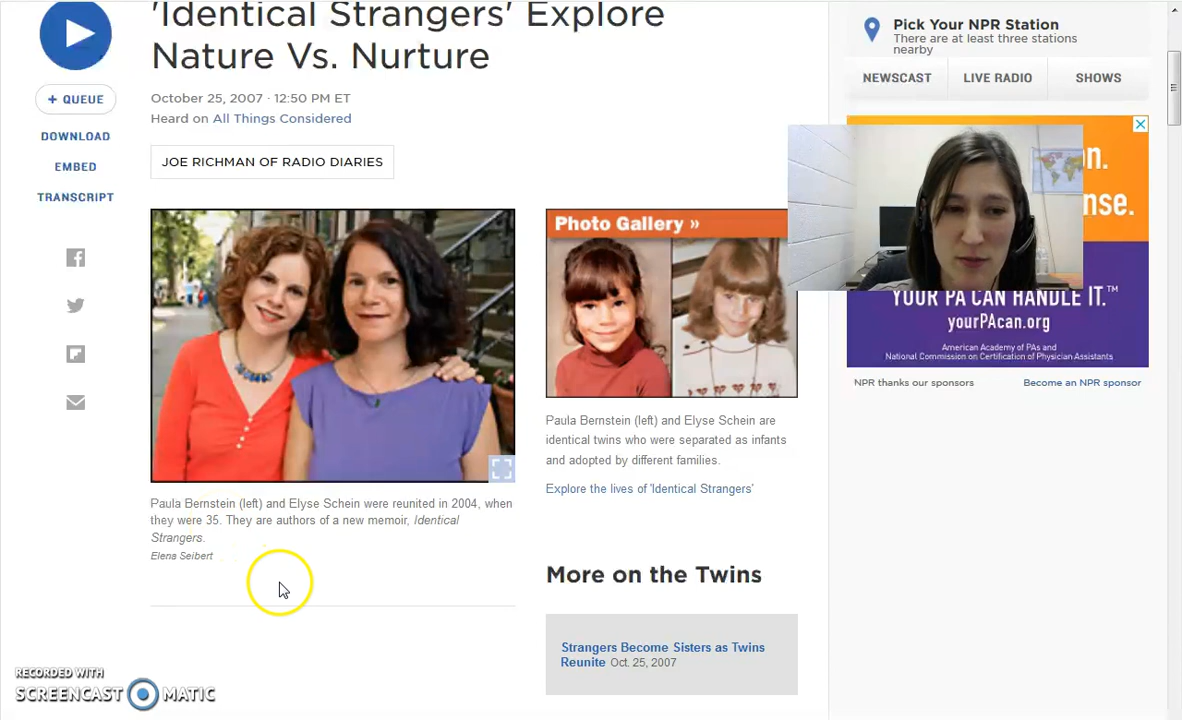 'Identical Strangers' Explore
Nature Vs. Nurture
October 25, 2007 · 12:50 PM ET
Heard on All Things Considered
JOE RICHMAN OF RADIO DIARIES
+ QUEUE
DOWNLOAD
EMBED
TRANSCRIPT
Paula Bernstein (left) and Elyse Schein were reunited in 2004, when
they were 35. They are authors of a new memoir, Identical
Strangers.
Elena Seibert
Photo Gallery »
Paula Bernstein (left) and Elyse Schein are
identical twins who were separated as infants
and adopted by different families.
Explore the lives of 'Identical Strangers'
More on the Twins
Strangers Become Sisters as Twins
Reunite Oct. 25, 2007
Pick Your NPR Station
There are at least three stations
nearby
NEWSCAST
LIVE RADIO
SHOWS
YOUR PA CAN HANDLE IT.™
yourPAcan.org
American Academy of PAs and
National Commission on Certification of Physician Assistants
NPR thanks our sponsors
Become an NPR sponsor
RECORDED WITH
SCREENCAST MATIC